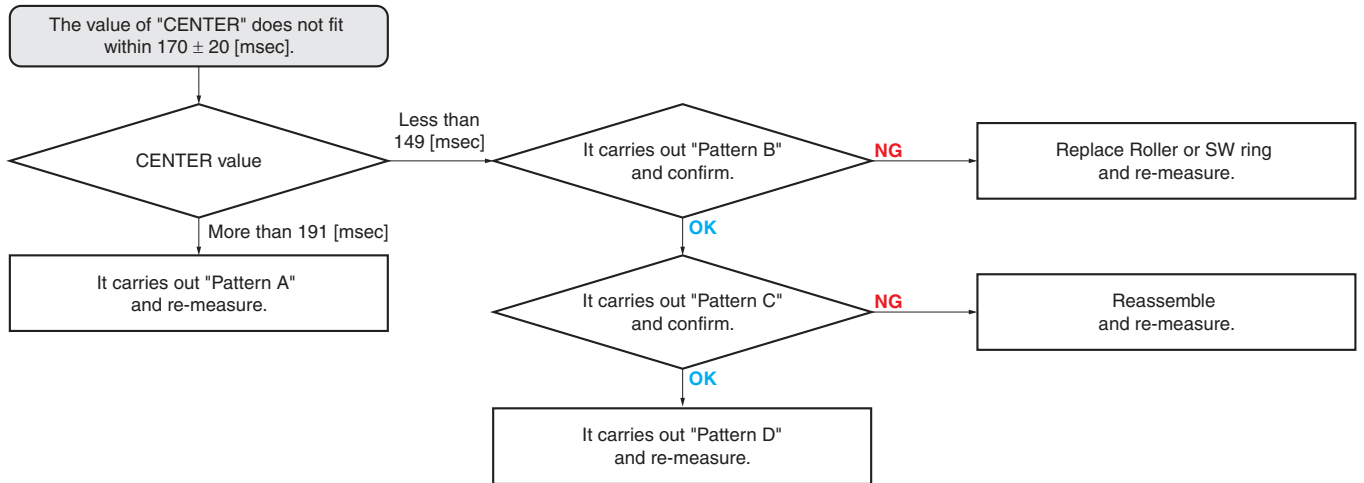 The value of "CENTER" does not fit
within 170 ± 20 [msec].
CENTER value
Less than
149 [msec]
It carries out "Pattern B"
and confirm.
NG
Replace Roller or SW ring
and re-measure.
More than 191 [msec]
OK
It carries out "Pattern A"
and re-measure.
It carries out "Pattern C"
and confirm.
NG
Reassemble
and re-measure.
OK
It carries out "Pattern D"
and re-measure.